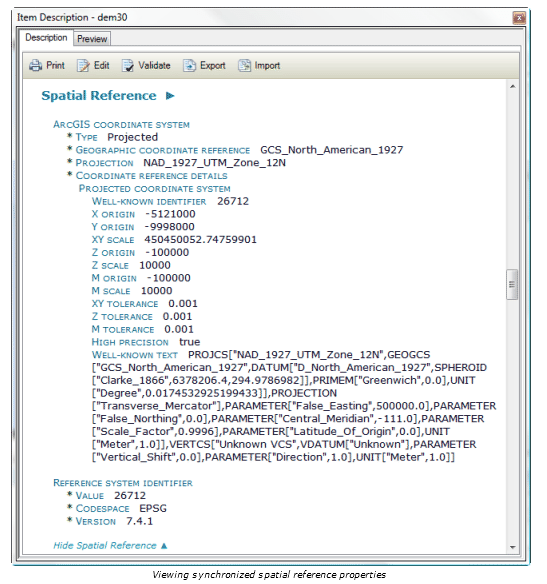 Item Description - dem30
Description
Preview
Print
Edit
Validate
Export
Import
Spatial Reference ►
ArcGIS coordinate system
* Type Projected
* Geographic coordinate reference GCS_North_American_1927
* Projection NAD_1927_UTM_Zone_12N
* Coordinate reference details
Projected coordinate system
Well-known identifier 26712
X origin -5121000
Y origin -9998000
XY scale 450450052.74759901
Z origin -100000
Z scale 10000
M origin -100000
M scale 10000
XY tolerance 0.001
Z tolerance 0.001
M tolerance 0.001
High precision true
Well-known text PROJCS["NAD_1927_UTM_Zone_12N",GEOGCS
["GCS_North_American_1927",DATUM["D_North_American_1927",SPHEROID
["Clarke_1866",6378206.4,294.9786982]],PRIMEM["Greenwich",0.0],UNIT
["Degree",0.0174532925199433]],PROJECTION
["Transverse_Mercator"],PARAMETER["False_Easting",500000.0],PARAMETER
["False_Northing",0.0],PARAMETER["Central_Meridian",-111.0],PARAMETER
["Scale_Factor",0.9996],PARAMETER["Latitude_Of_Origin",0.0],UNIT
["Meter",1.0]],VERTCS["Unknown VCS",VDATUM["Unknown"],PARAMETER
["Vertical_Shift",0.0],PARAMETER["Direction",1.0],UNIT["Meter",1.0]]
Reference system identifier
* Value 26712
* Codespace EPSG
* Version 7.4.1
Hide Spatial Reference ▲
Viewing synchronized spatial reference properties